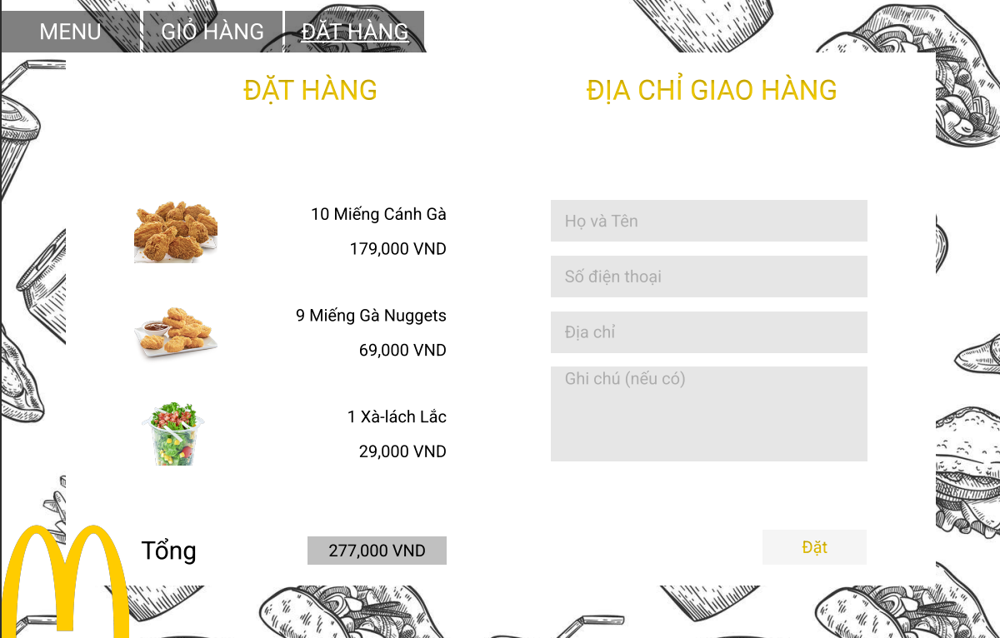 MENU
GIỎ HÀNG
ĐẶT HÀNG
ĐẶT HÀNG
10 Miếng Cánh Gà
179,000 VND
9 Miếng Gà Nuggets
69,000 VND
1 Xà-lách Lắc
29,000 VND
Tổng
277,000 VND
ĐỊA CHỈ GIAO HÀNG
Họ và Tên
Số điện thoại
Địa chỉ
Ghi chú (nếu có)
Đặt